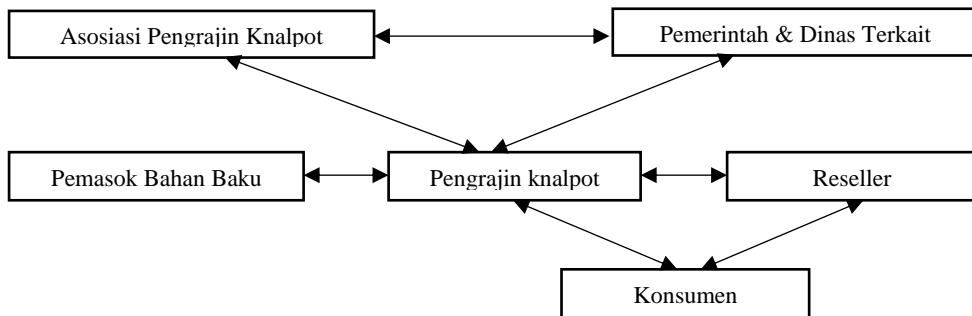 Asosiasi Pengrajin Knalpot
Pemerintah & Dinas Terkait
Pemasok Bahan Baku
Pengrajin knalpot
Reseller
Konsumen